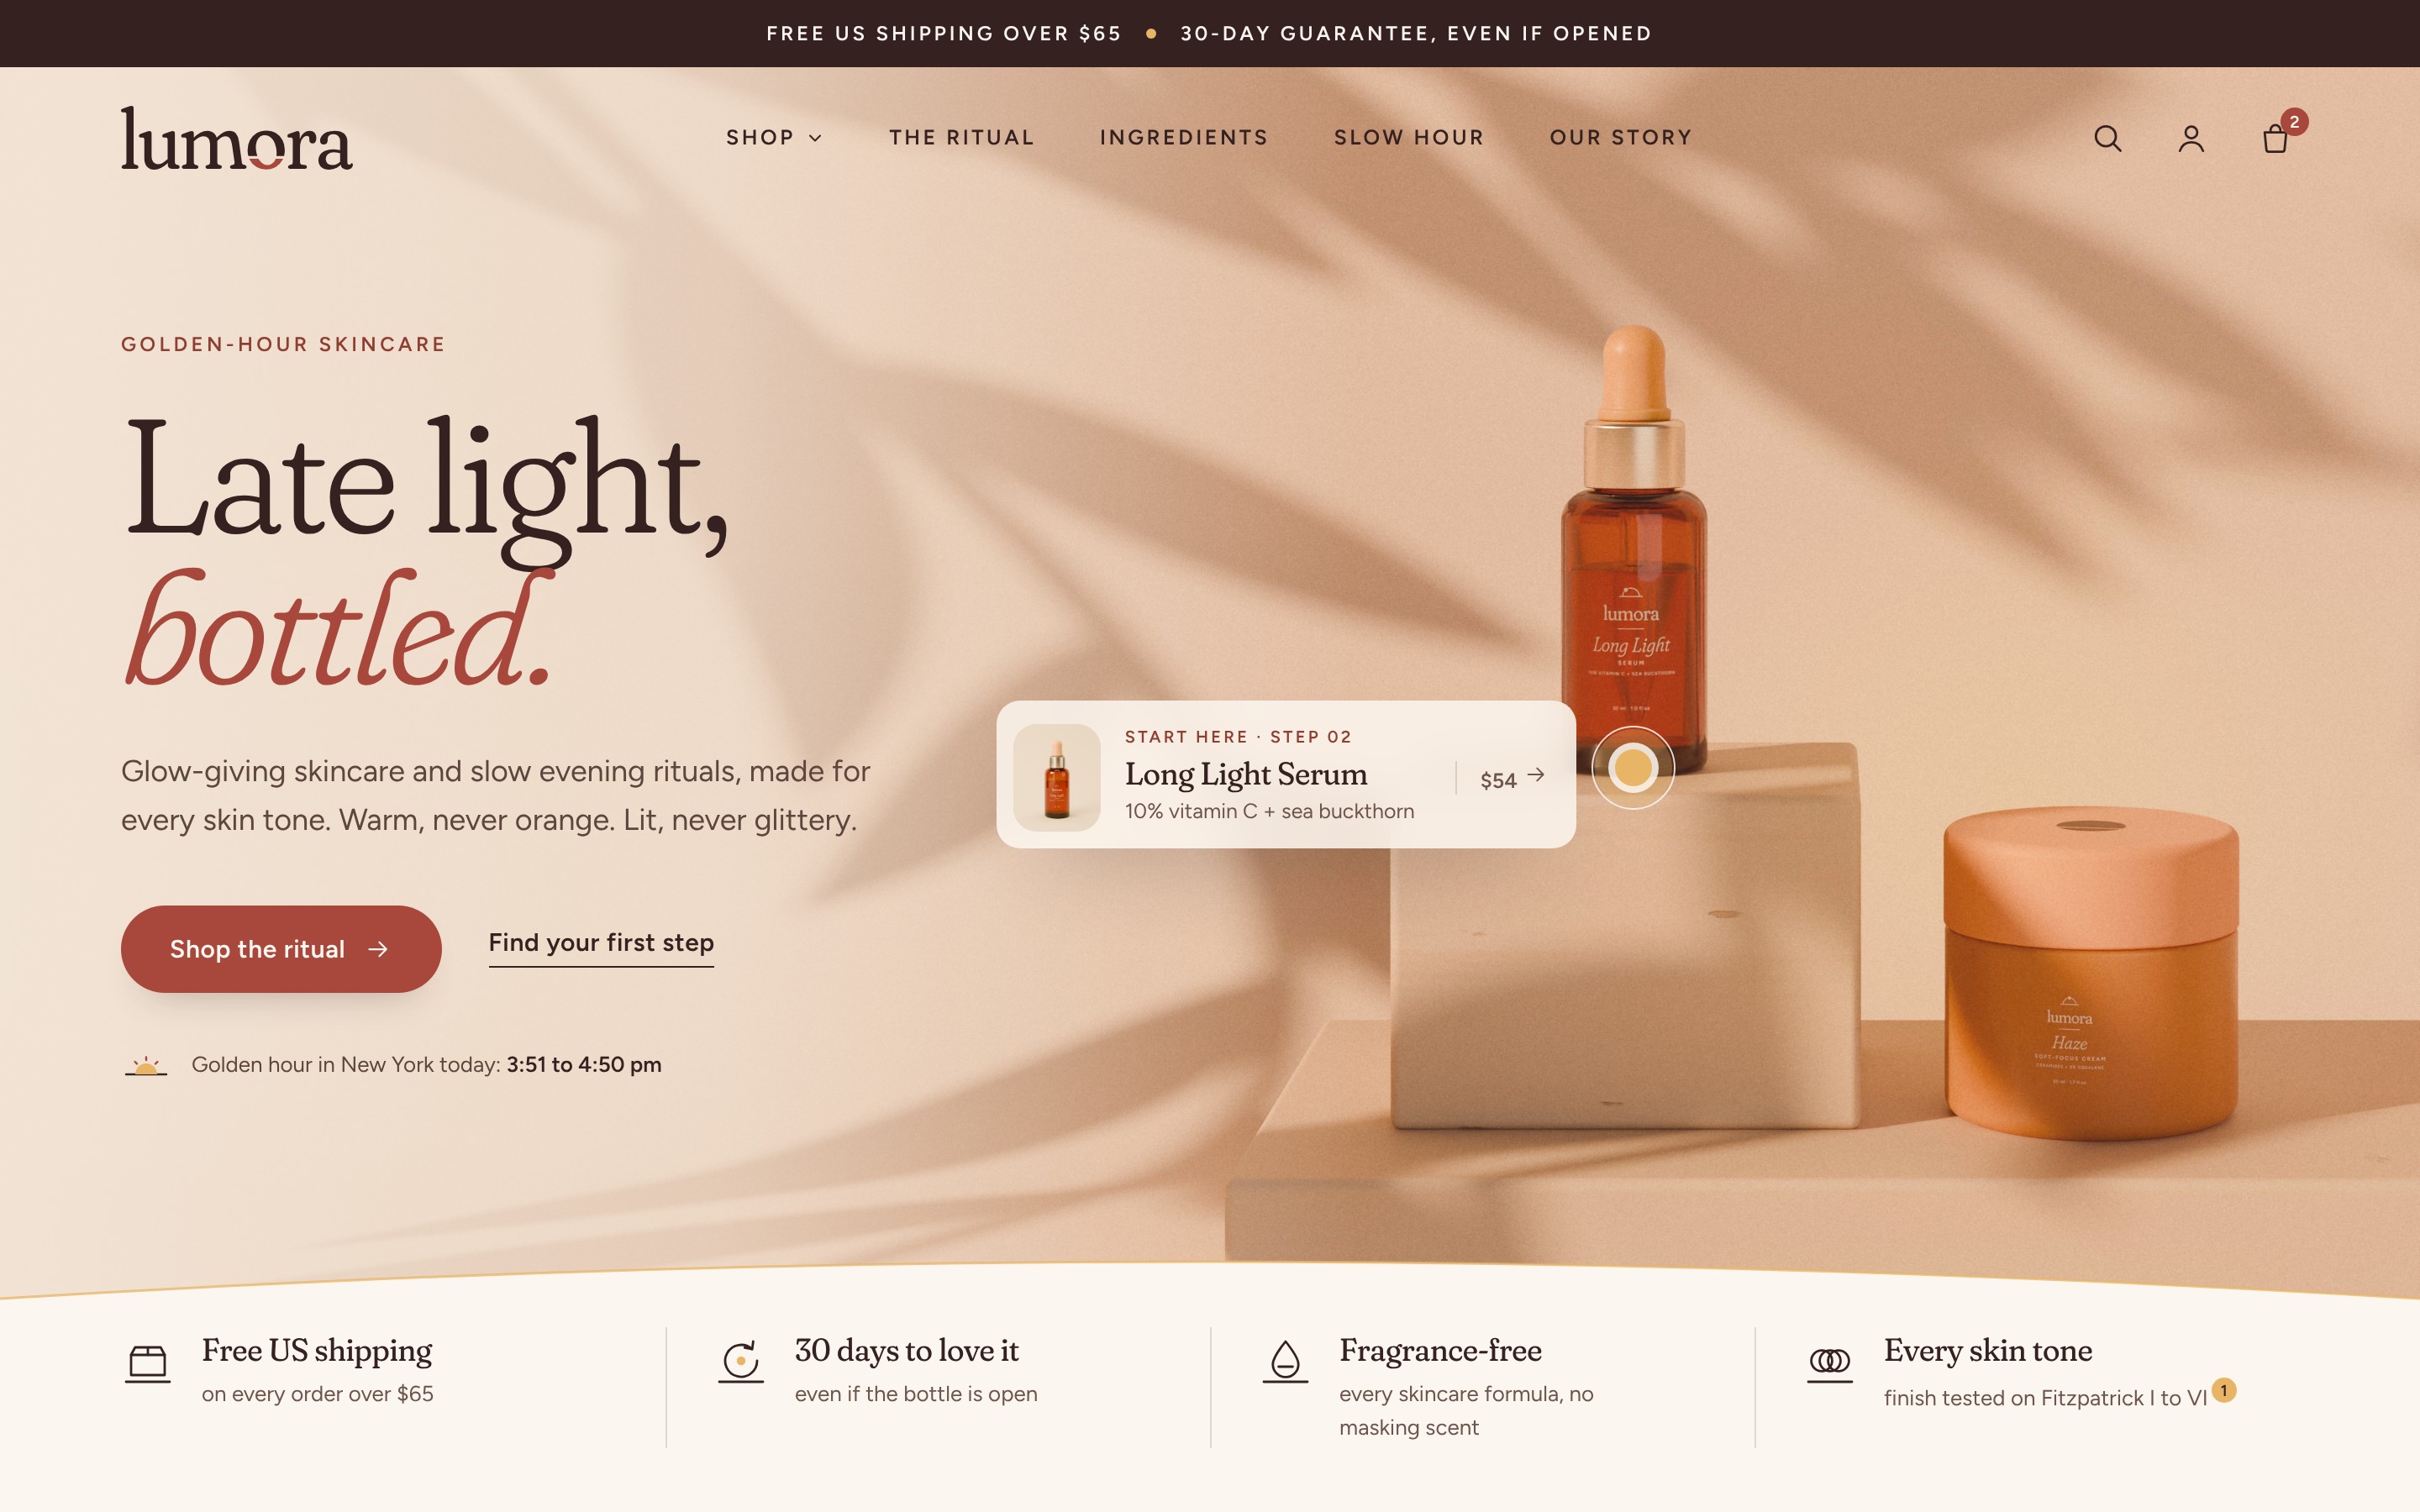 FREE US SHIPPING OVER $65 • 30-DAY GUARANTEE, EVEN IF OPENED
lumora
SHOP
THE RITUAL
INGREDIENTS
SLOW HOUR
OUR STORY
2
GOLDEN-HOUR SKINCARE
Late light,
bottled.
Glow-giving skincare and slow evening rituals, made for
every skin tone. Warm, never orange. Lit, never glittery.
Shop the ritual →
Find your first step
Golden hour in New York today: 3:51 to 4:50 pm
lumora
Long Light
SERUM
START HERE · STEP 02
Long Light Serum
10% vitamin C + sea buckthorn
$54 →
lumora
Haze
SOFT-FOCUS CREAM
Free US shipping
on every order over $65
30 days to love it
even if the bottle is open
Fragrance-free
every skincare formula, no
masking scent
Every skin tone
finish tested on Fitzpatrick I to VI 1